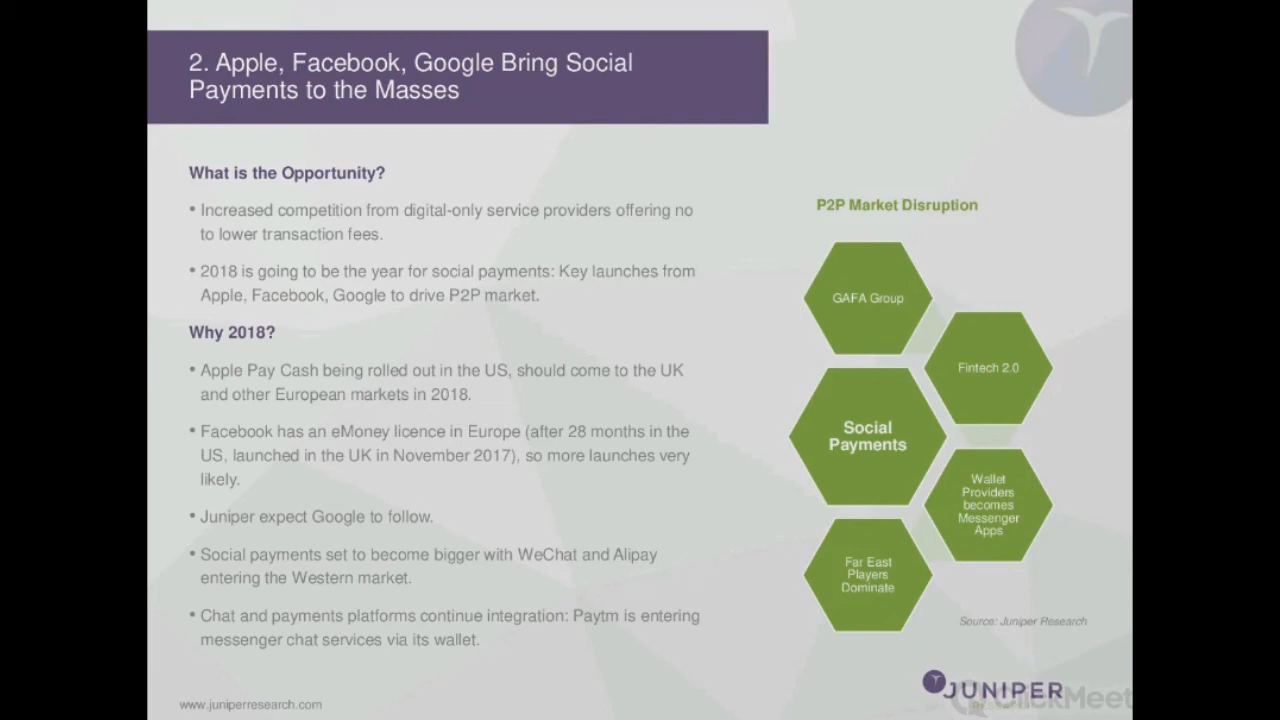 2. Apple, Facebook, Google Bring Social
Payments to the Masses
What is the Opportunity?
• Increased competition from digital-only service providers offering no
to lower transaction fees.
• 2018 is going to be the year for social payments: Key launches from
Apple, Facebook, Google to drive P2P market.
Why 2018?
• Apple Pay Cash being rolled out in the US, should come to the UK
and other European markets in 2018.
• Facebook has an eMoney licence in Europe (after 28 months in the
US, launched in the UK in November 2017), so more launches very
likely.
• Juniper expect Google to follow.
• Social payments set to become bigger with WeChat and Alipay
entering the Western market.
• Chat and payments platforms continue integration: Paytm is entering
messenger chat services via its wallet.
P2P Market Disruption
GAFA Group
Fintech 2.0
Social
Payments
Wallet
Providers
becomes
Messenger
Apps
Far East
Players
Dominate
Source: Juniper Research
www.juniperresearch.com
JUNIPER
ClickMeet